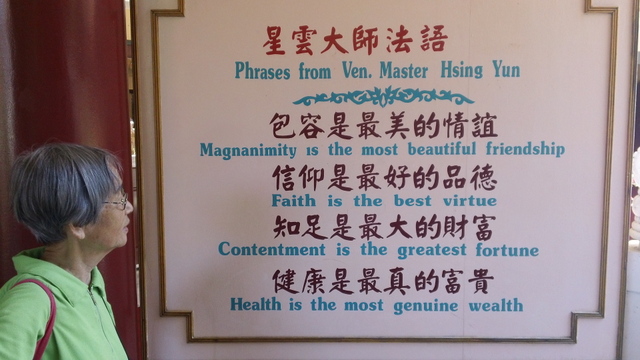 星雲大師法語
Phrases from Ven. Master Hsing Yun
包容是最美的情誼
Magnanimity is the most beautiful friendship
信仰是最好的品德
Faith is the best virtue
知足是最大的財富
Contentment is the greatest fortune
健康是最真的富貴
Health is the most genuine wealth